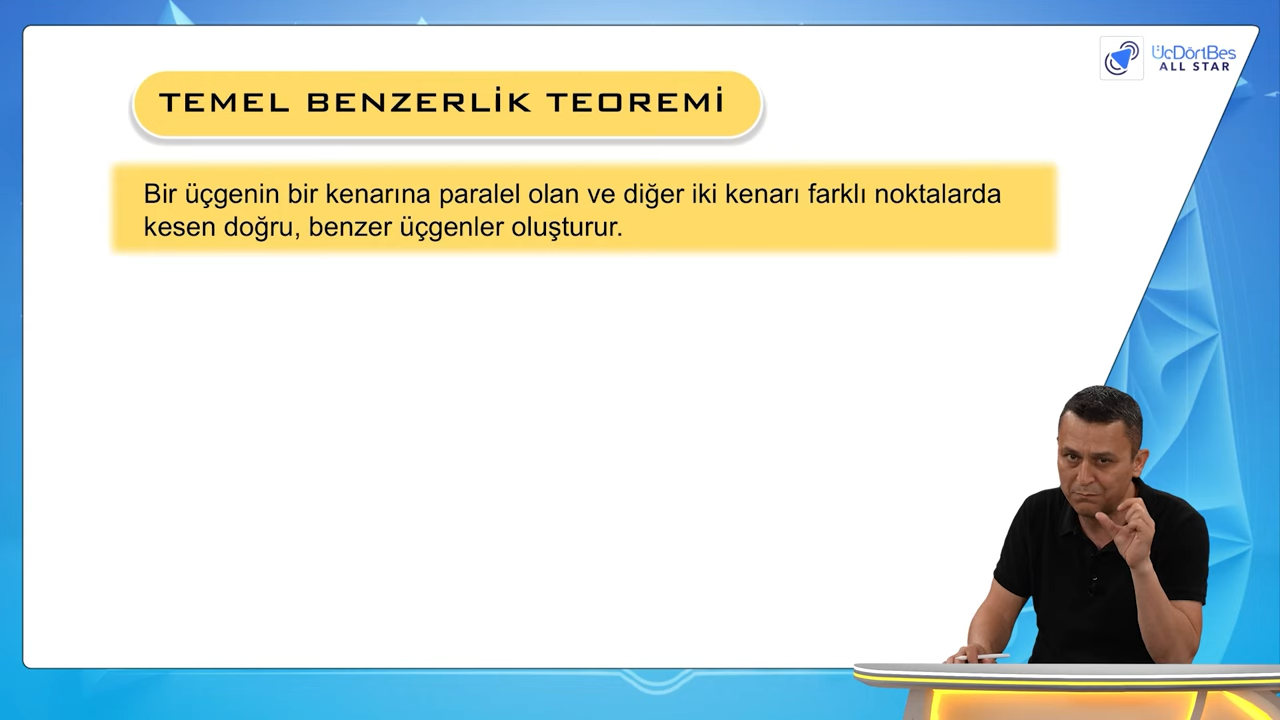 ÜçDörtBeş
ALL STAR
TEMEL BENZERLİK TEOREMİ
Bir üçgenin bir kenarına paralel olan ve diğer iki kenarı farklı noktalarda
kesen doğru, benzer üçgenler oluşturur.